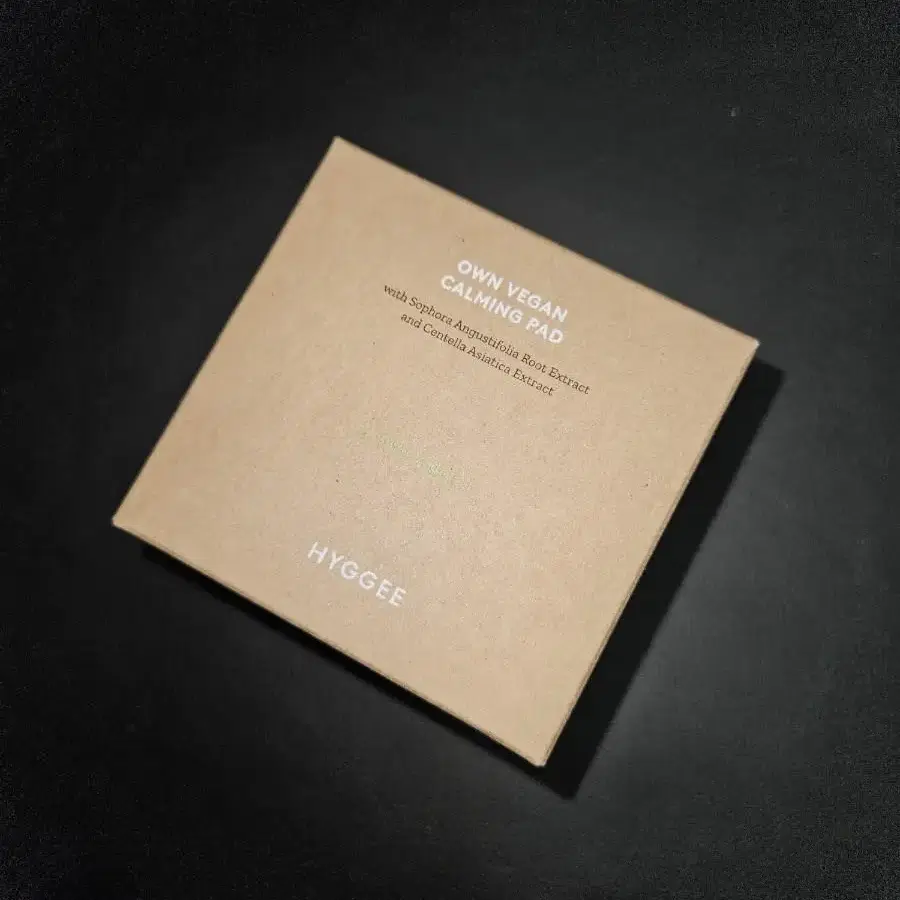 OWN VEGAN
CALMING PAD
with Sophora Angustifolia Root Extract
and Centella Asiatica Extract
HYGGEE